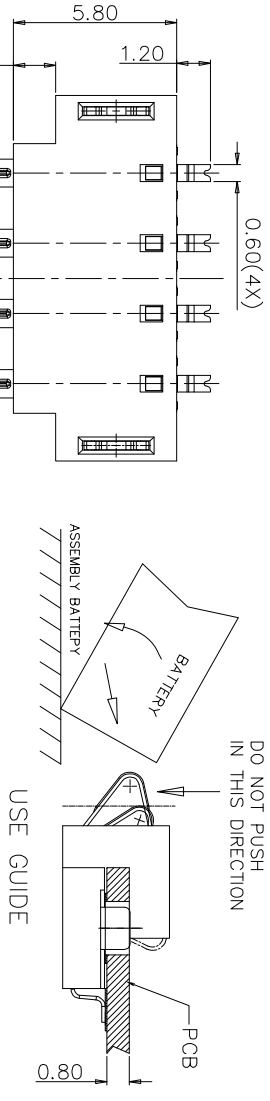 5.80
1.20
0.60(4X)
ASSEMBLY BATTEPY
BATTERY
DO NOT PUSH
IN THIS DIRECTION
USE GUIDE
PCB
0.80